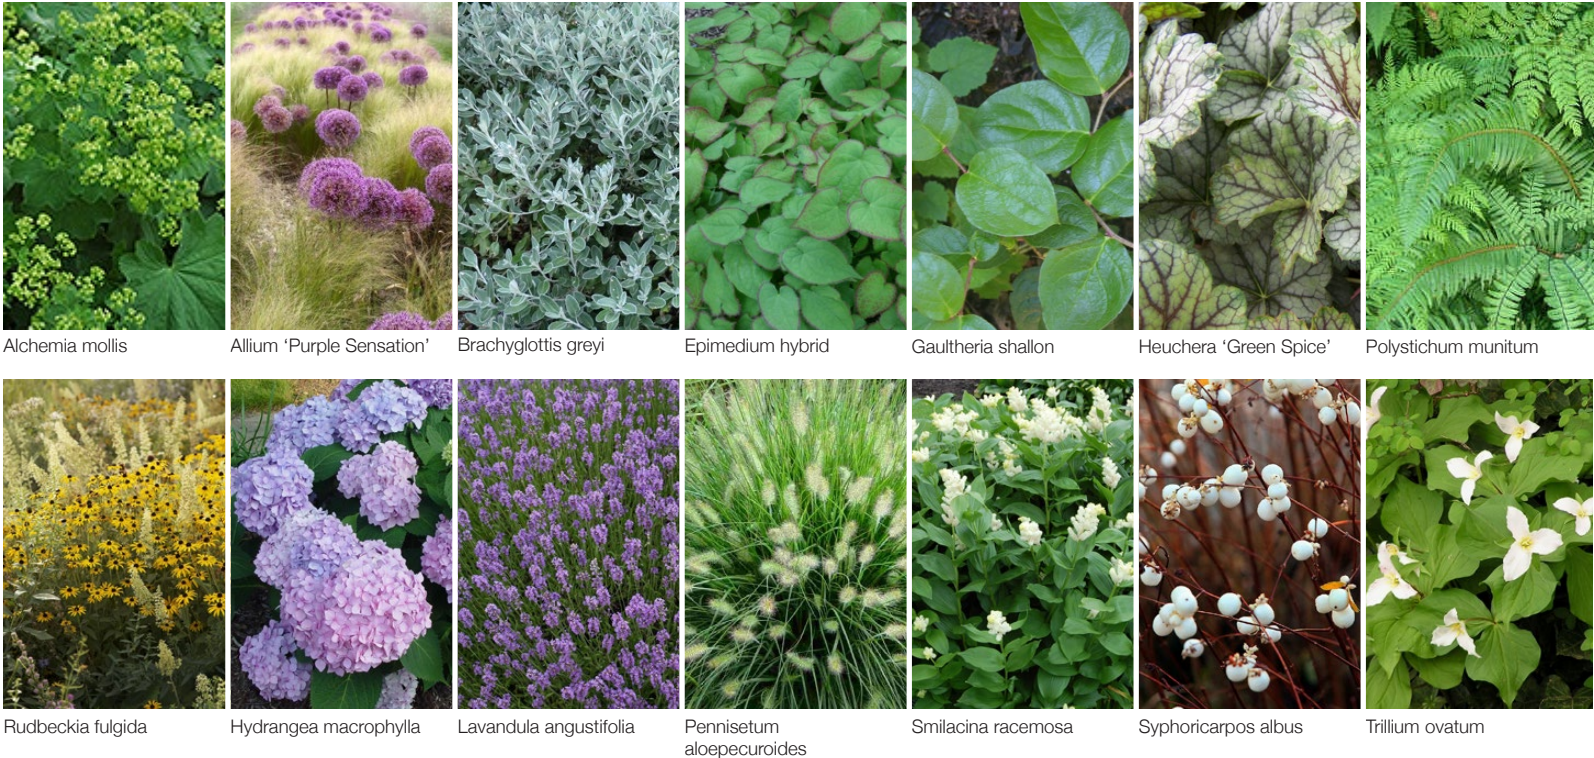 Alchemia mollis
Allium ‘Purple Sensation’
Brachyglottis greyi
Epimedium hybrid
Gaultheria shallon
Heuchera ‘Green Spice’
Polystichum munitum
Rudbeckia fulgida
Hydrangea macrophylla
Lavandula angustifolia
Pennisetum
aloepecuroides
Smilacina racemosa
Syphoricarpos albus
Trillium ovatum